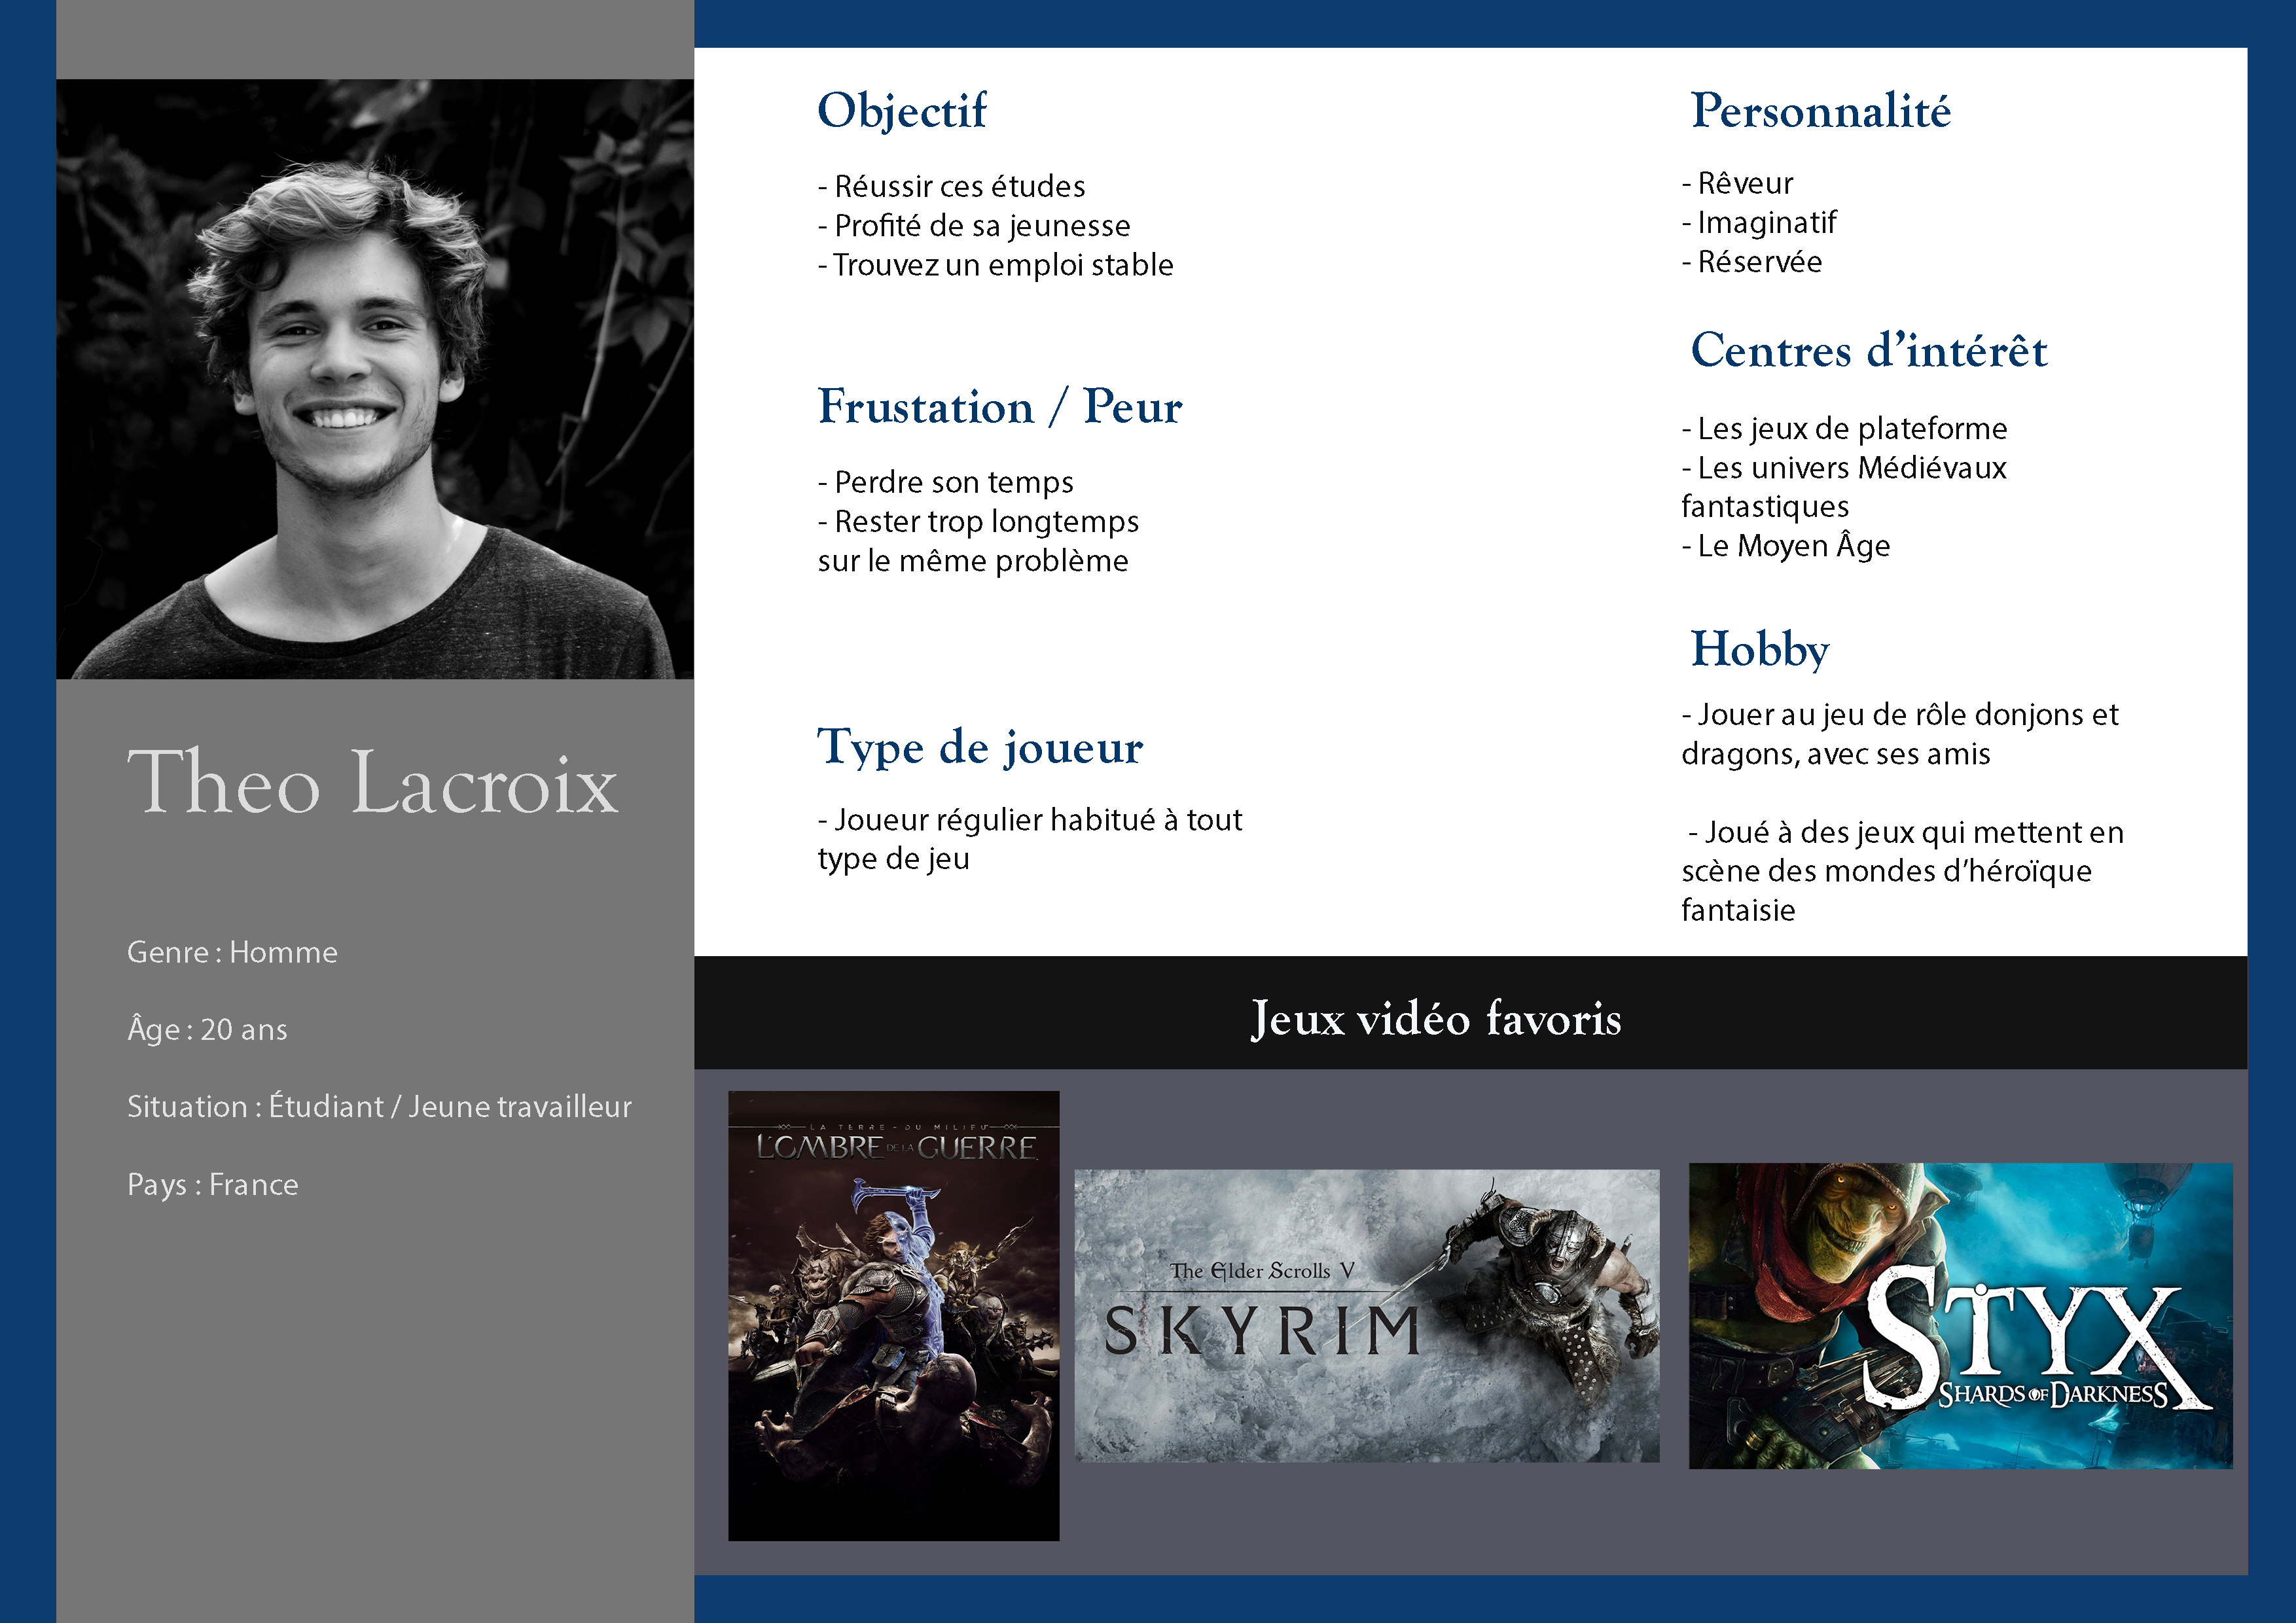 Theo Lacroix
Genre : Homme
Âge : 20 ans
Situation : Étudiant / Jeune travailleur
Pays : France
Objectif
- Réussir ces études
- Profité de sa jeunesse
- Trouvez un emploi stable
Frustation / Peur
- Perdre son temps
- Rester trop longtemps
sur le même problème
Type de joueur
- Joueur régulier habitué à tout
type de jeu
Personnalité
- Rêveur
- Imaginatif
- Réservée
Centres d’intérêt
- Les jeux de plateforme
- Les univers Médiévaux
fantastiques
- Le Moyen Âge
Hobby
- Jouer au jeu de rôle donjons et
dragons, avec ses amis
- Joué à des jeux qui mettent en
scène des mondes d’héroïque
fantaisie
Jeux vidéo favoris
LA TERRE-DU MILIEU
L'OMBRE DE LA GUERRE
The Elder Scrolls V
SKYRIM
STYX
SHARDS OF DARKNESS